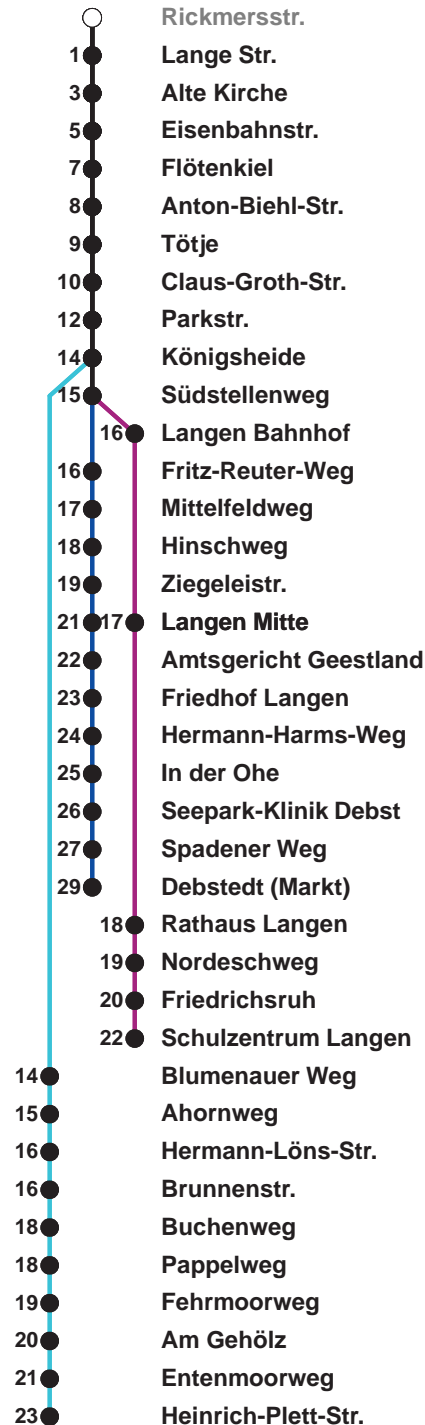 Rickmersstr.
1 Lange Str.
3 Alte Kirche
5 Eisenbahnstr.
7 Flötenkiel
8 Anton-Biehl-Str.
9 Tötje
10 Claus-Groth-Str.
12 Parkstr.
14 Königsheide
15 Südstellenweg
16 Langen Bahnhof
16 Fritz-Reuter-Weg
17 Mittelfeldweg
18 Hinschweg
19 Ziegeleistr.
21 17 Langen Mitte
22 Amtsgericht Geestland
23 Friedhof Langen
24 Hermann-Harms-Weg
25 In der Ohe
26 Seepark-Klinik Debst
27 Spadener Weg
29 Debstedt (Markt)
18 Rathaus Langen
19 Nordeschweg
20 Friedrichsruh
22 Schulzentrum Langen
14 Blumenauer Weg
15 Ahornweg
16 Hermann-Löns-Str.
16 Brunnenstr.
18 Buchenweg
18 Pappelweg
19 Fehrmoorweg
20 Am Gehölz
21 Entenmoorweg
23 Heinrich-Plett-Str.